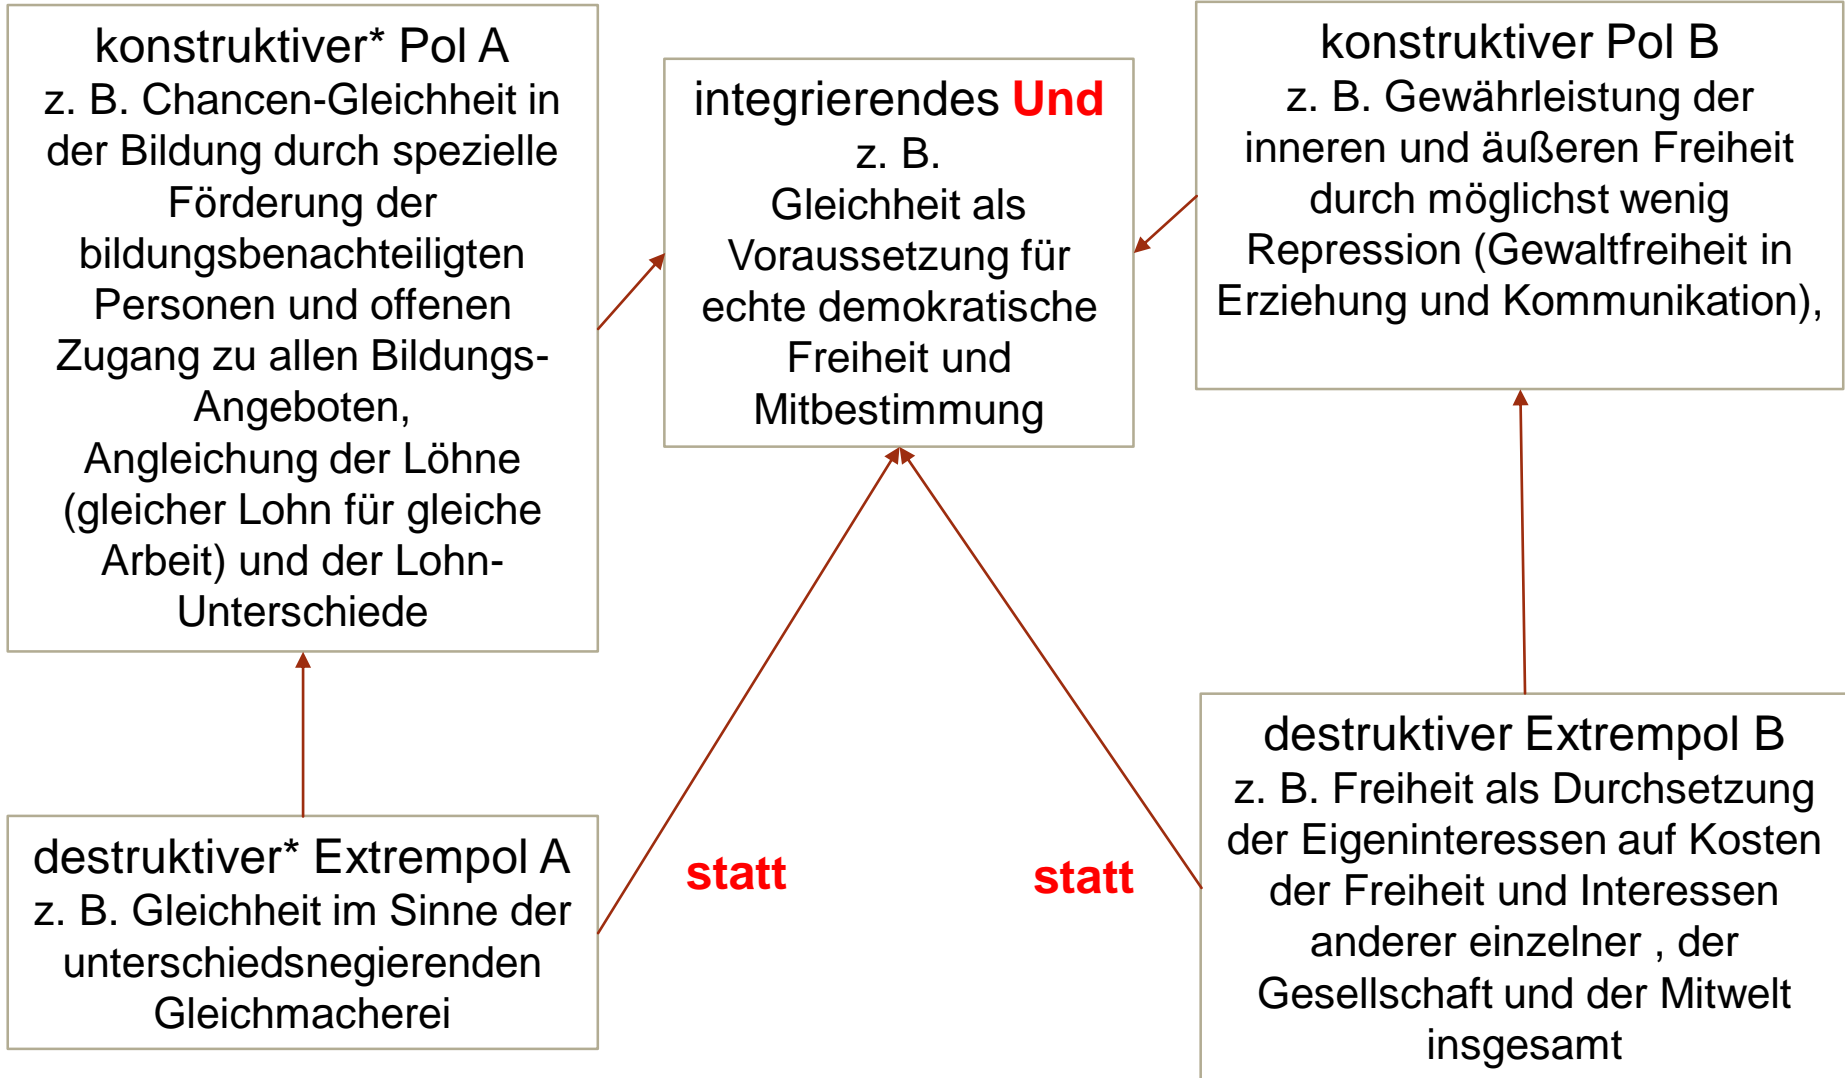 konstruktiver* Pol A
z. B. Chancen-Gleichheit in
der Bildung durch spezielle
Förderung der
bildungsbenachteiligten
Personen und offenen
Zugang zu allen Bildungs-
Angeboten,
Angleichung der Löhne
(gleicher Lohn für gleiche
Arbeit) und der Lohn-
Unterschiede
integrierendes Und
z. B.
Gleichheit als
Voraussetzung für
echte demokratische
Freiheit und
Mitbestimmung
konstruktiver Pol B
z. B. Gewährleistung der
inneren und äußeren Freiheit
durch möglichst wenig
Repression (Gewaltfreiheit in
Erziehung und Kommunikation),
destruktiver* Extrempol A
z. B. Gleichheit im Sinne der
unterschiedsnegierenden
Gleichmacherei
statt
statt
destruktiver Extrempol B
z. B. Freiheit als Durchsetzung
der Eigeninteressen auf Kosten
der Freiheit und Interessen
anderer einzelner , der
Gesellschaft und der Mitwelt
insgesamt